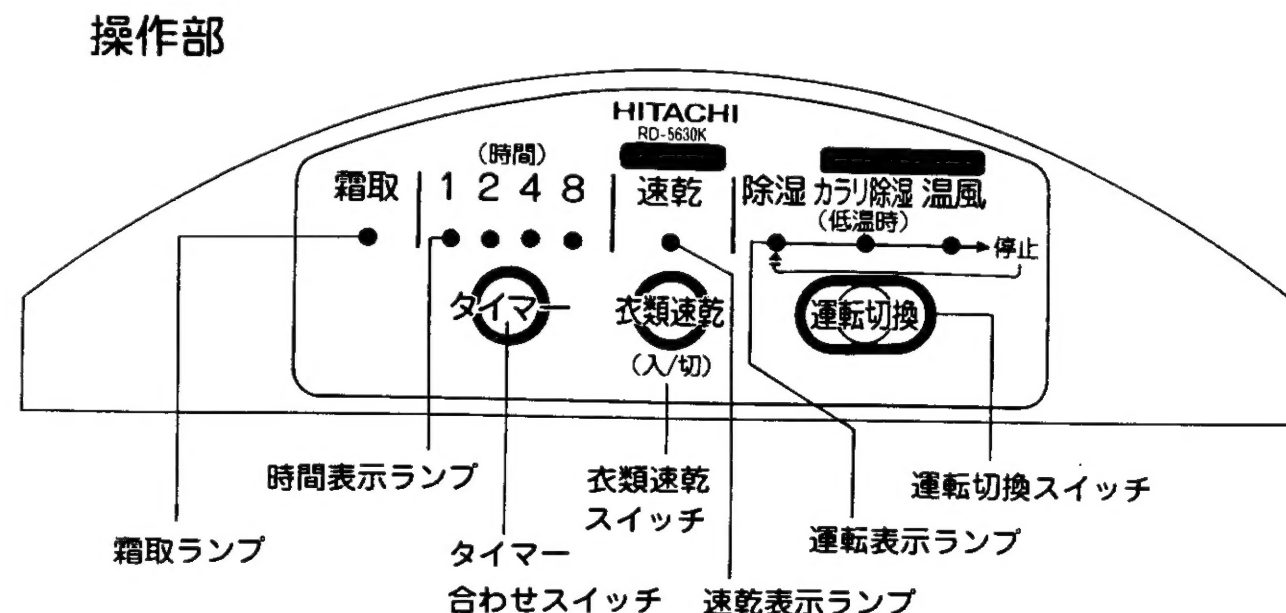 操作部
HITACHI
RD-5630K
(時間)
霜取 1 2 4 8 速乾 除湿 カラリ除湿 温風
(低温時)
停止
タイマー 衣類速乾 運転切換
(入/切)
時間表示ランプ
衣類速乾
スイッチ
運転切換スイッチ
霜取ランプ
タイマー
合わせスイッチ
運転表示ランプ
速乾表示ランプ